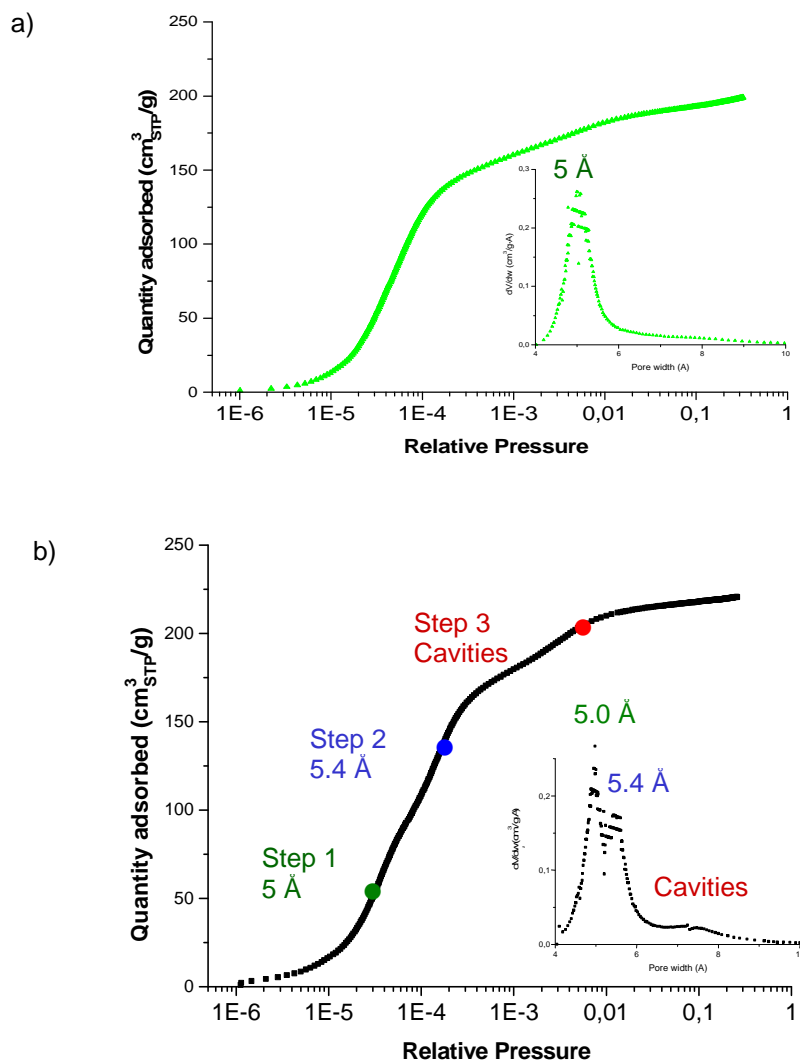 a)
250
200
150
100
50
0
Quantity adsorbed (cm³STP/g)
1E-6 1E-5 1E-4 1E-3 0,01 0,1 1
Relative Pressure
5 Å
0,3
0,2
0,1
0,0
dV/dw (cm³/g·A)
4 6 8 10
Pore width (A)
b)
250
200
150
100
50
0
Quantity adsorbed (cm³STP/g)
1E-6 1E-5 1E-4 1E-3 0,01 0,1 1
Relative Pressure
Step 3
Cavities
Step 2
5.4 Å
Step 1
5 Å
5.0 Å
5.4 Å
Cavities
0,2
0,1
0,0
4 6 8
Pore width (A)